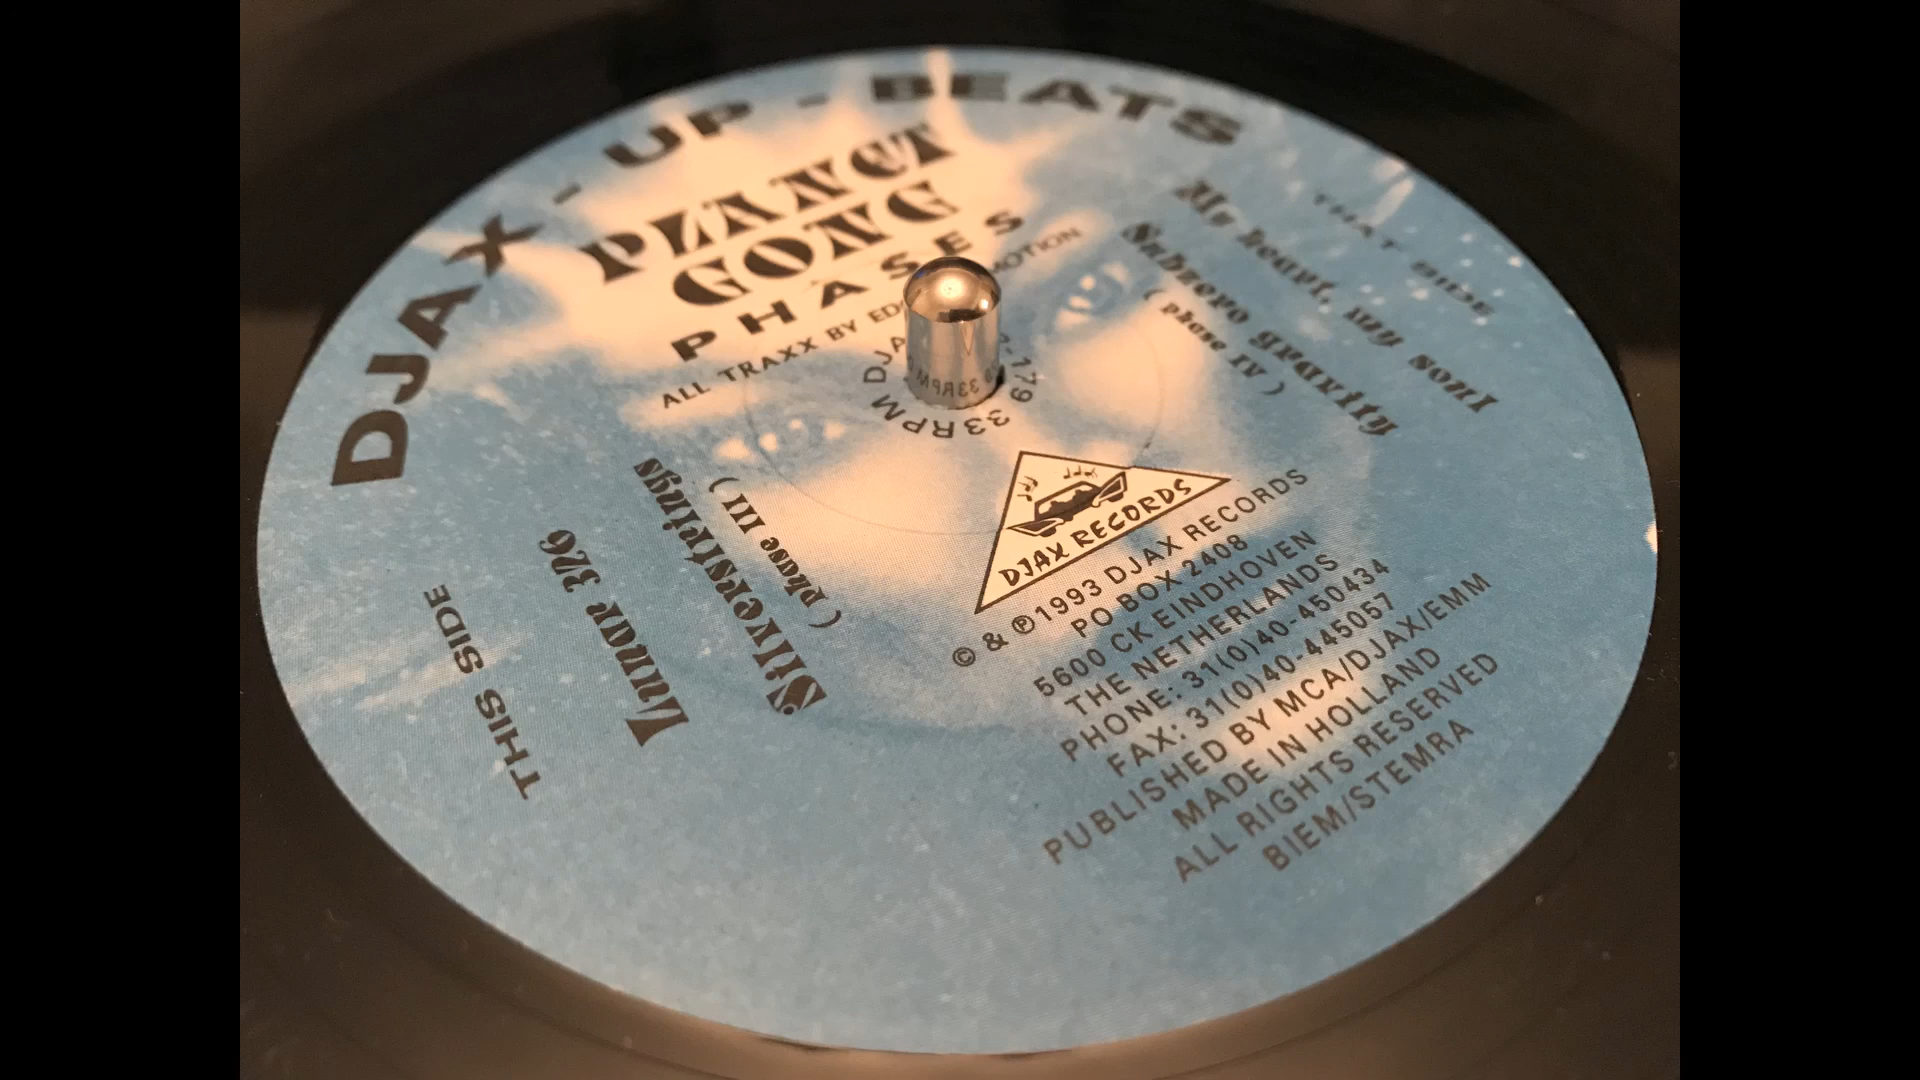 DJAX - UP - BEATS
PLANET
GONG
PHASES
ALL TRAXX BY MOTION
THIS SIDE
Lunar 326
Silverstrings
( phase III )
THAT SIDE
My heart, my soul
Subzero gravity
( phase IV )
33RPM
DJAX RECORDS
© & ℗ 1993 DJAX RECORDS
PO BOX 2408
5600 CK EINDHOVEN
THE NETHERLANDS
PHONE: 31(0)40-450434
FAX: 31(0)40-445057
PUBLISHED BY MCA/DJAX/EMM
MADE IN HOLLAND
ALL RIGHTS RESERVED
BIEM/STEMRA